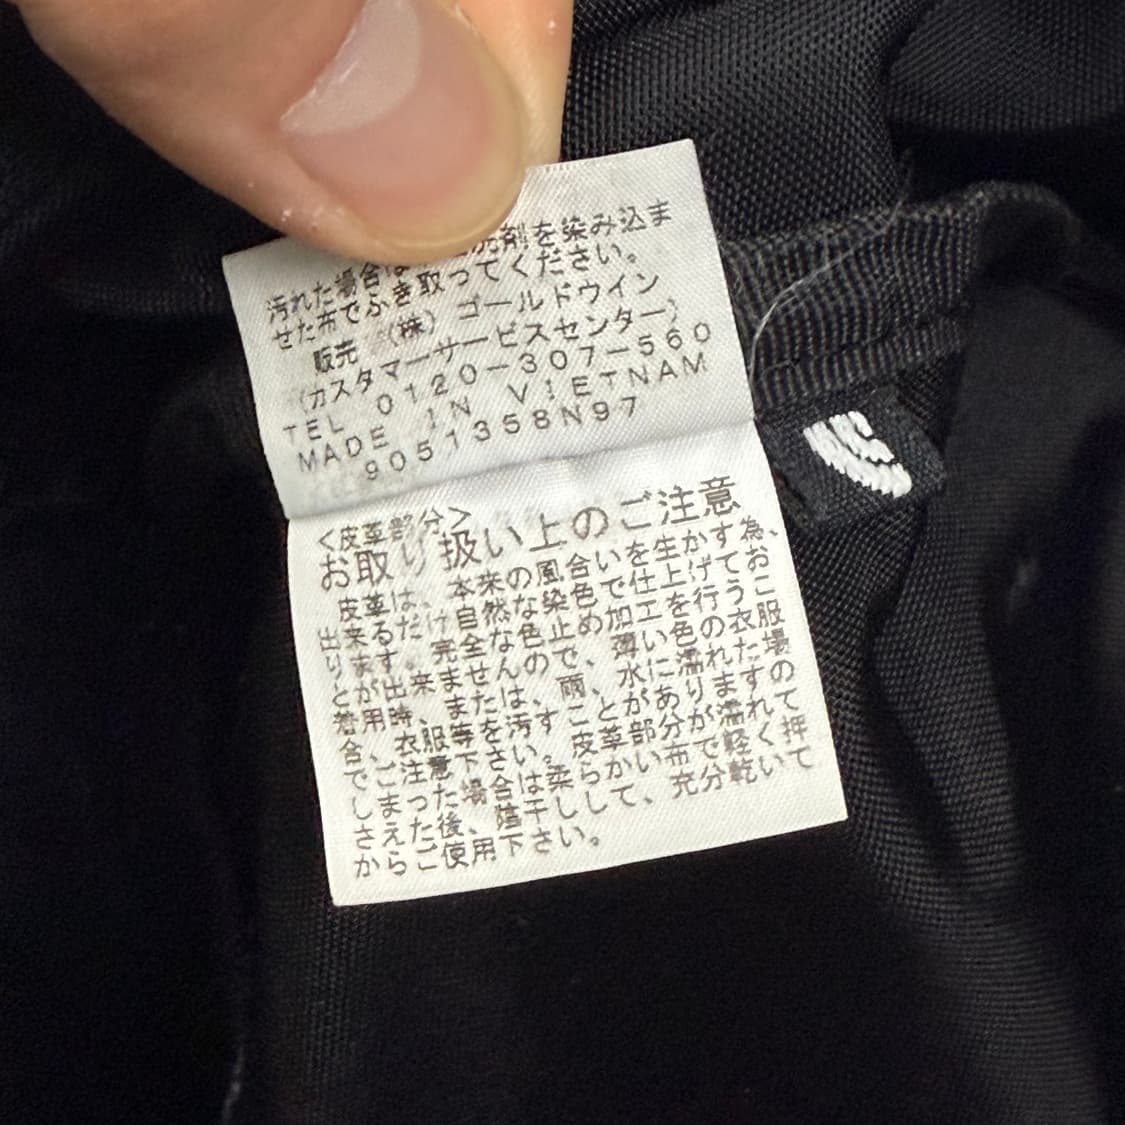 汚れた場合は 洗剤を染み込ま
せた布でふき取ってください。
販売 (株) ゴールドウイン
(カスタマーサービスセンター)
TEL 0120-307-560
MADE IN VIETNAM
9051358N97
<皮革部分>
お取り扱い上のご注意
皮革は、本来の風合いを生かす為、
出来るだけ自然な染色で仕上げてお
ります。完全な色止め加工を行うこ
とが出来ませんので、薄い色の衣服
着用時、または、雨、水に濡れた場
合、衣服等を汚すことがありますの
でご注意下さい。皮革部分が濡れて
しまった場合は柔らかい布で軽く押
さえた後、陰干しして、充分乾いて
からご使用下さい。